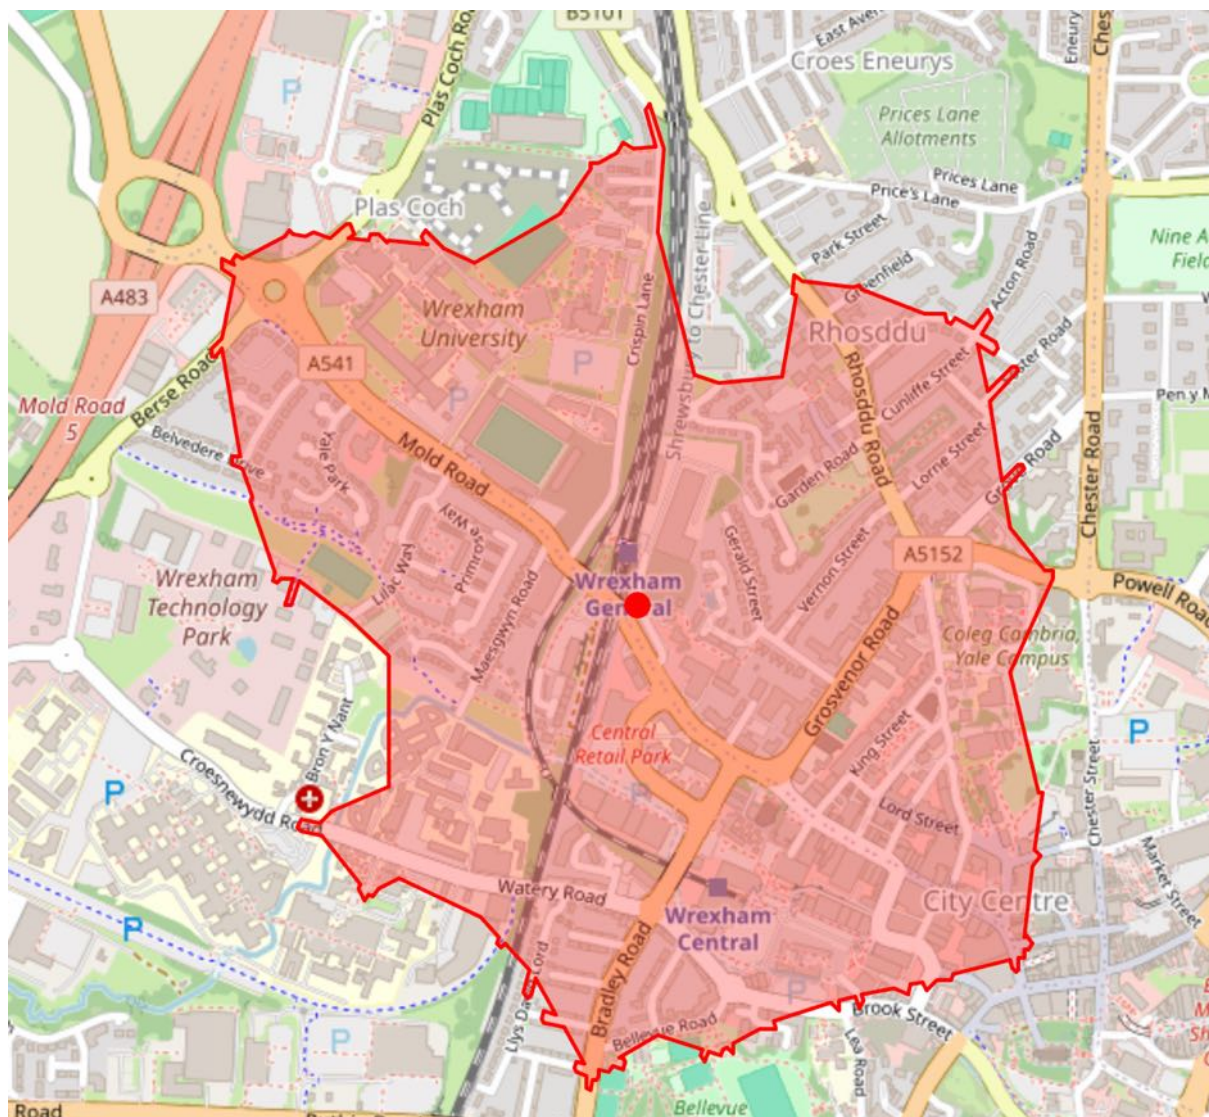 B5101
East Aven
Eneury
Ches
Croes Eneurys
Plas Coch Roa
P
Prices Lane
Allotments
Prices Lane
Price's Lane
Plas Coch
Park Street
Nine A
Field
Acton Road
Greenfield
A483
Shrewsbury to Chester Line
Wrexham
University
Crispin Lane
Rhosddu
ester Road
A541
P
Pen y M
Mold Road
5
Berse Road
P
Cunliffe Street
Rhosddu Road
Belvedere Drive
Yale Park
Mold Road
Garden Road
Lorne Street
Grove Road
Chester Road
Primrose Way
Lilac Way
Gerald Street
Vernon Street
A5152
Wrexham
Technology
Park
Wrexham
General
Powell Road
Maesgwyn Road
Coleg Cambria,
Yale Campus
Grosvenor Road
Bron Y Nant
Central
Retail Park
King Street
P
Croesnewydd Road
P
P
Lord Street
Chester Street
Market Street
Watery Road
Wrexham
Central
City Centre
P
Llys David Lord
Bradley Road
P
P
Bellevue Road
Brook Street
Lea Road
Bellevue
Road